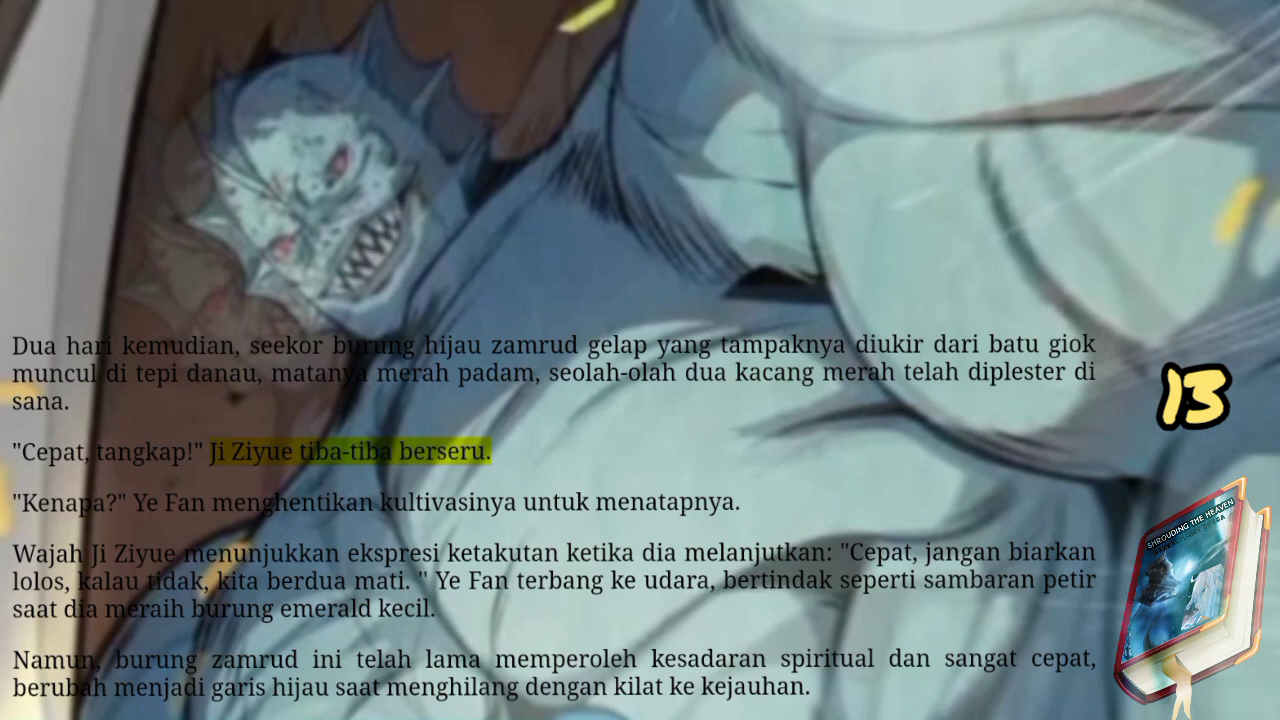 Dua hari kemudian, seekor burung hijau zamrud gelap yang tampaknya diukir dari batu giok
muncul di tepi danau, matanya merah padam, seolah-olah dua kacang merah telah diplester di
sana.
"Cepat, tangkap!" Ji Ziyue tiba-tiba berseru.
"Kenapa?" Ye Fan menghentikan kultivasinya untuk menatapnya.
Wajah Ji Ziyue menunjukkan ekspresi ketakutan ketika dia melanjutkan: "Cepat, jangan biarkan
lolos, kalau tidak, kita berdua mati. " Ye Fan terbang ke udara, bertindak seperti sambaran petir
saat dia meraih burung emerald kecil.
Namun, burung zamrud ini telah lama memperoleh kesadaran spiritual dan sangat cepat,
berubah menjadi garis hijau saat menghilang dengan kilat ke kejauhan.
13
SHROUDING THE HEAVEN